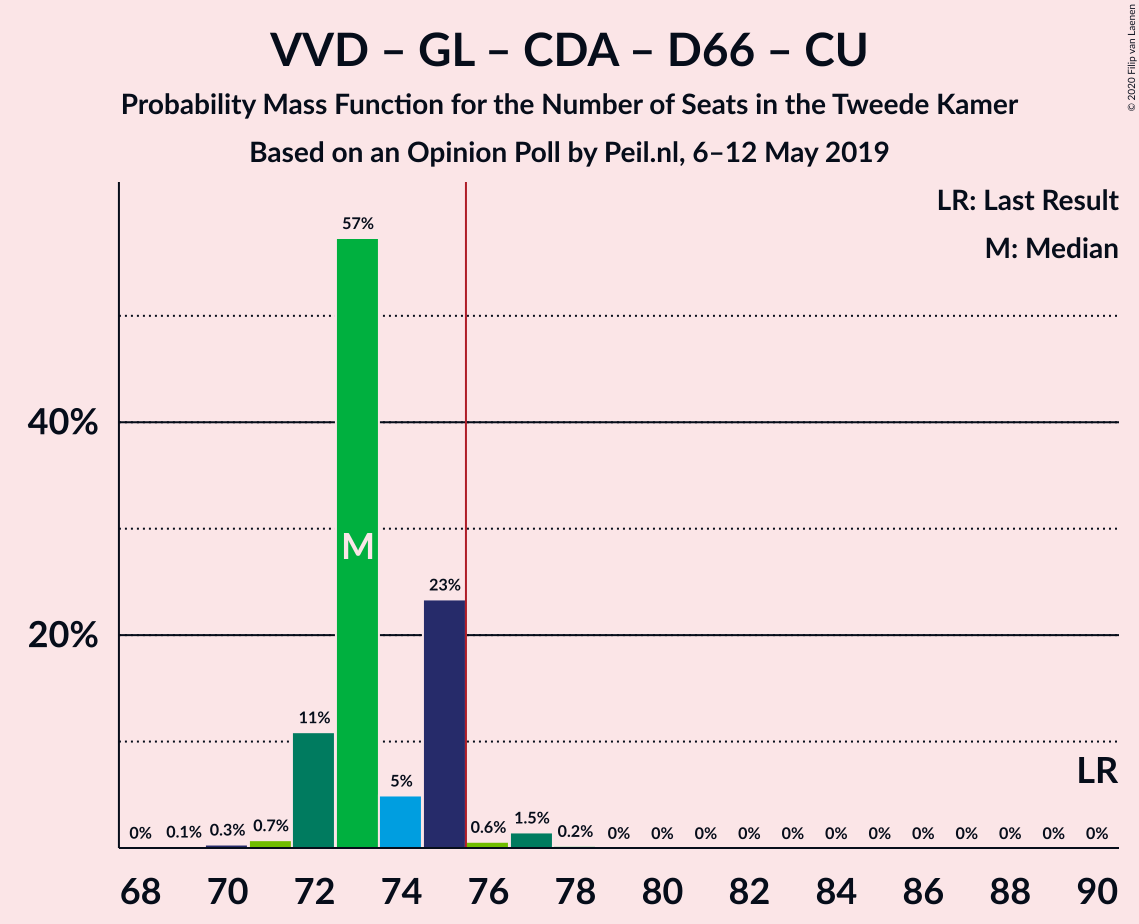 VVD – GL – CDA – D66 – CU
Probability Mass Function for the Number of Seats in the Tweede Kamer
Based on an Opinion Poll by Peil.nl, 6–12 May 2019
© 2020 Filip van Laenen
LR: Last Result
M: Median
57%
40%
M
23%
20%
11%
5%
LR
0% 0.1% 0.3% 0.7% 0.6% 1.5% 0.2% 0% 0% 0% 0% 0% 0% 0% 0% 0% 0% 0% 0%
68 70 72 74 76 78 80 82 84 86 88 90